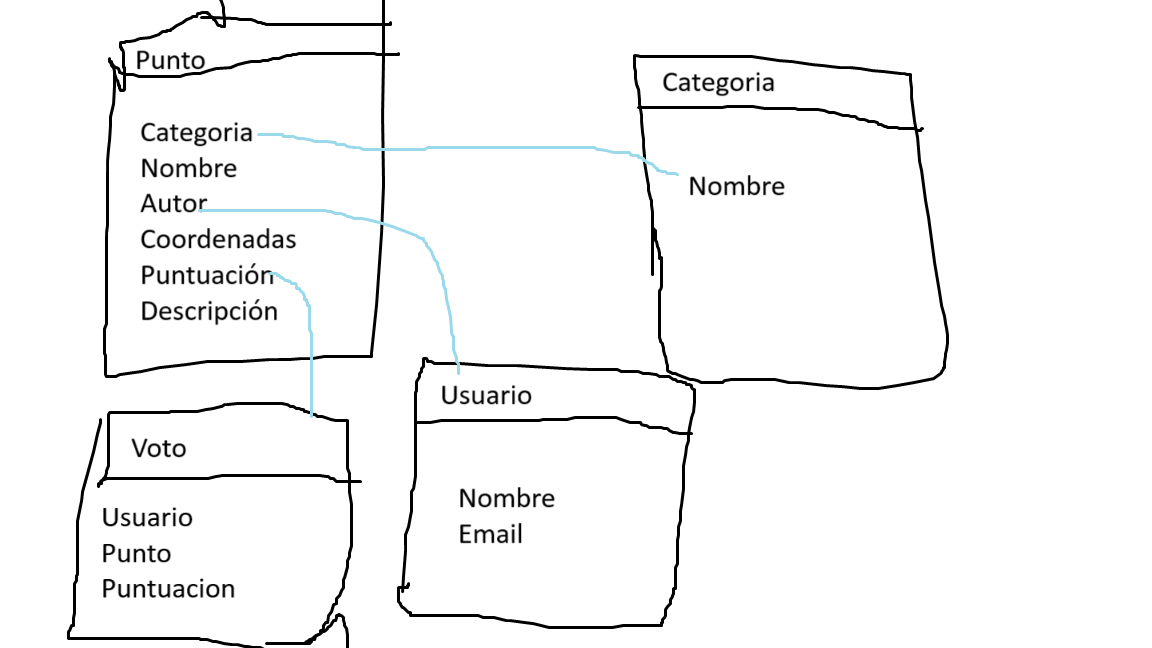 Punto
Categoria
Nombre
Autor
Coordenadas
Puntuación
Descripción
Categoria
Nombre
Voto
Usuario
Punto
Puntuacion
Usuario
Nombre
Email